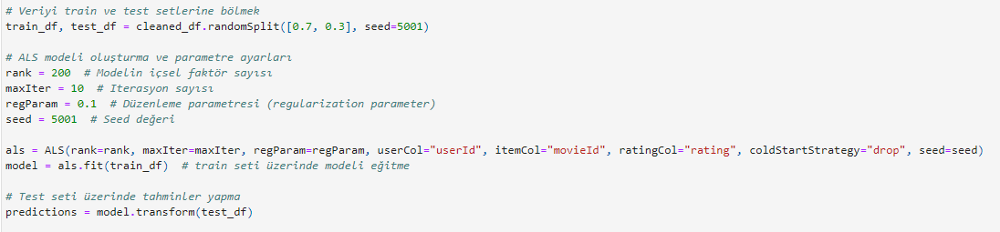 # Veriyi train ve test setlerine bölmek
train_df, test_df = cleaned_df.randomSplit([0.7, 0.3], seed=5001)
# ALS modeli oluşturma ve parametre ayarları
rank = 200  # Modelin içsel faktör sayısı
maxIter = 10  # Iterasyon sayısı
regParam = 0.1  # Düzenleme parametresi (regularization parameter)
seed = 5001  # Seed değeri
als = ALS(rank=rank, maxIter=maxIter, regParam=regParam, userCol="userId", itemCol="movieId", ratingCol="rating", coldStartStrategy="drop", seed=seed)
model = als.fit(train_df)  # train seti üzerinde modeli eğitme
# Test seti üzerinde tahminler yapma
predictions = model.transform(test_df)